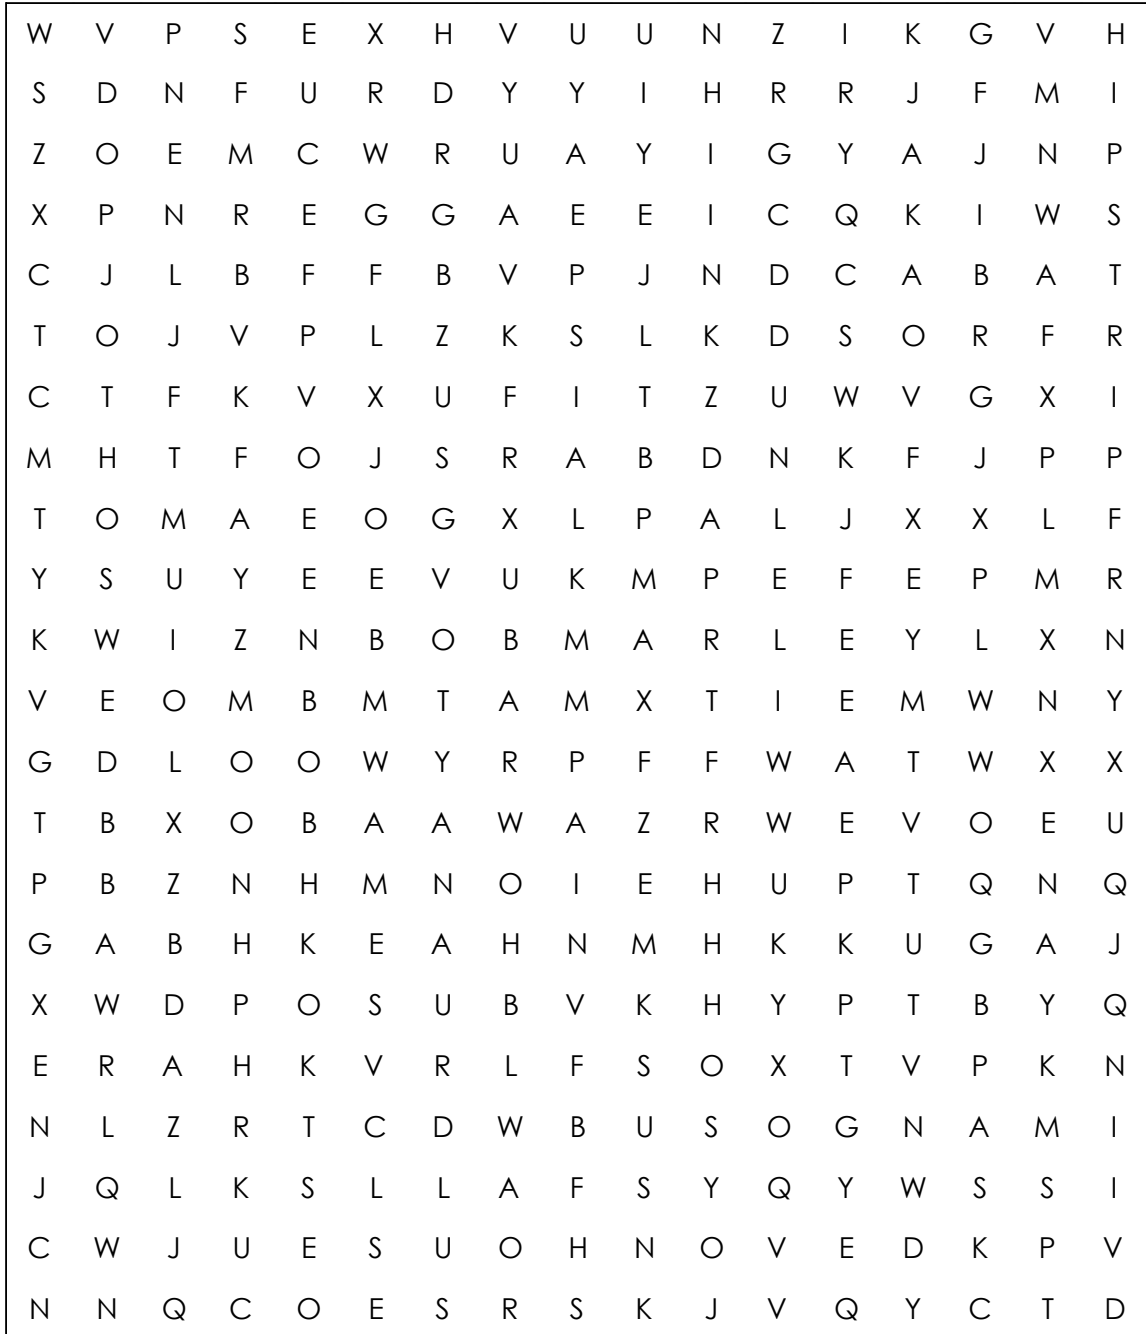 W V P S E X H V U U N Z I K G V H
S D N F U R D Y Y I H R R J F M I
Z O E M C W R U A Y I G Y A J N P
X P N R E G G A E E I C Q K I W S
C J L B F F B V P J N D C A B A T
T O J V P L Z K S L K D S O R F R
C T F K V X U F I T Z U W V G X I
M H T F O J S R A B D N K F J P P
T O M A E O G X L P A L J X X L F
Y S U Y E E V U K M P E F E P M R
K W I Z N B O B M A R L E Y L X N
V E O M B M T A M X T I E M W N Y
G D L O O W Y R P F F W A T W X X
T B X O B A A W A Z R W E V O E U
P B Z N H M N O I E H U P T Q N Q
G A B H K E A H N M H K K U G A J
X W D P O S U B V K H Y P T B Y Q
E R A H K V R L F S O X T V P K N
N L Z R T C D W B U S O G N A M I
J Q L K S L L A F S Y Q Y W S S I
C W J U E S U O H N O V E D K P V
N N Q C O E S R S K J V Q Y C T D